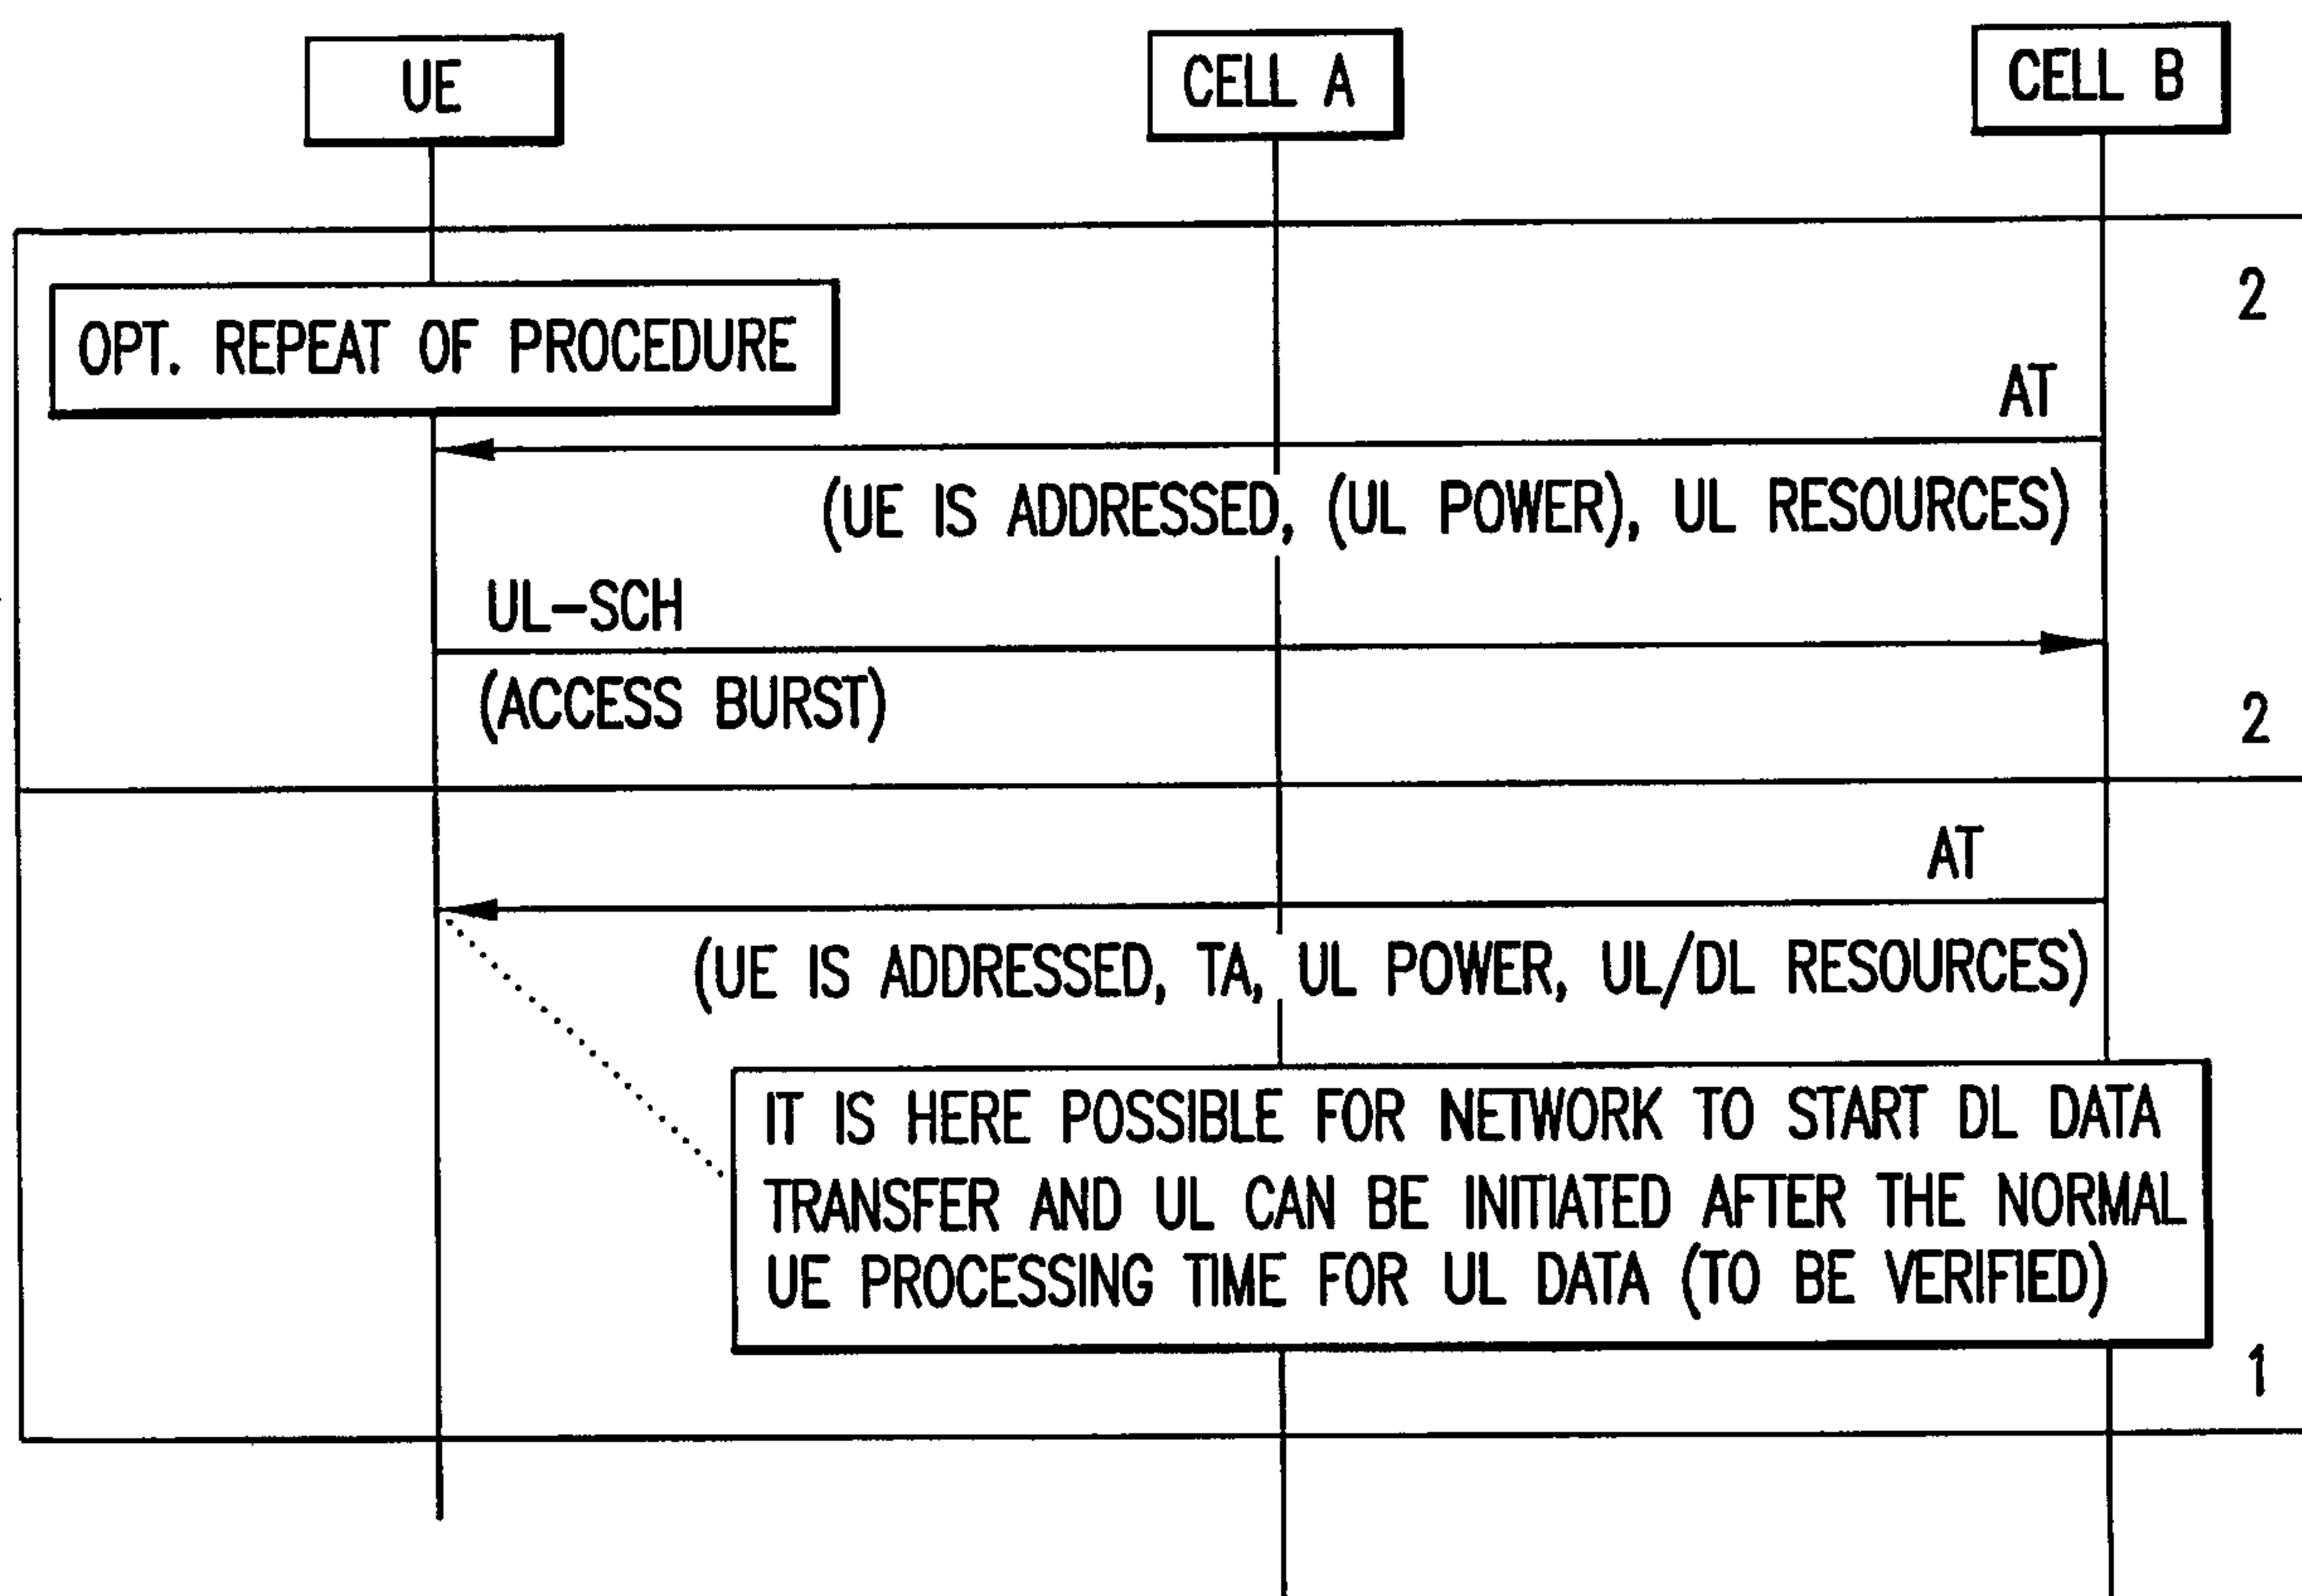 UE
CELL A
CELL B
2
OPT. REPEAT OF PROCEDURE
AT
(UE IS ADDRESSED, (UL POWER), UL RESOURCES)
UL-SCH
(ACCESS BURST)
2
AT
(UE IS ADDRESSED, TA, UL POWER, UL/DL RESOURCES)
IT IS HERE POSSIBLE FOR NETWORK TO START DL DATA
TRANSFER AND UL CAN BE INITIATED AFTER THE NORMAL
UE PROCESSING TIME FOR UL DATA (TO BE VERIFIED)
1